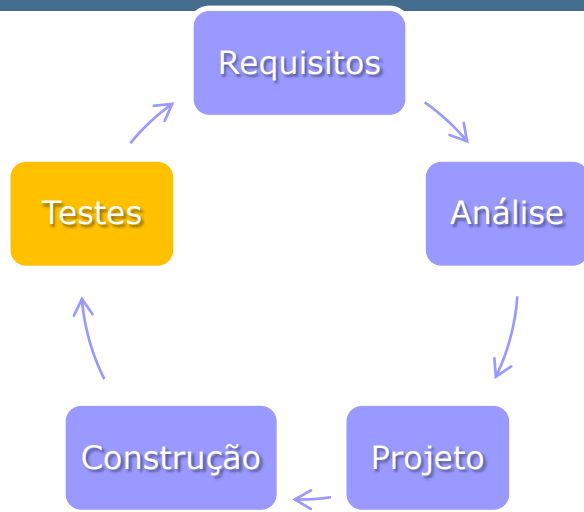 Requisitos
Testes
Análise
Construção
Projeto